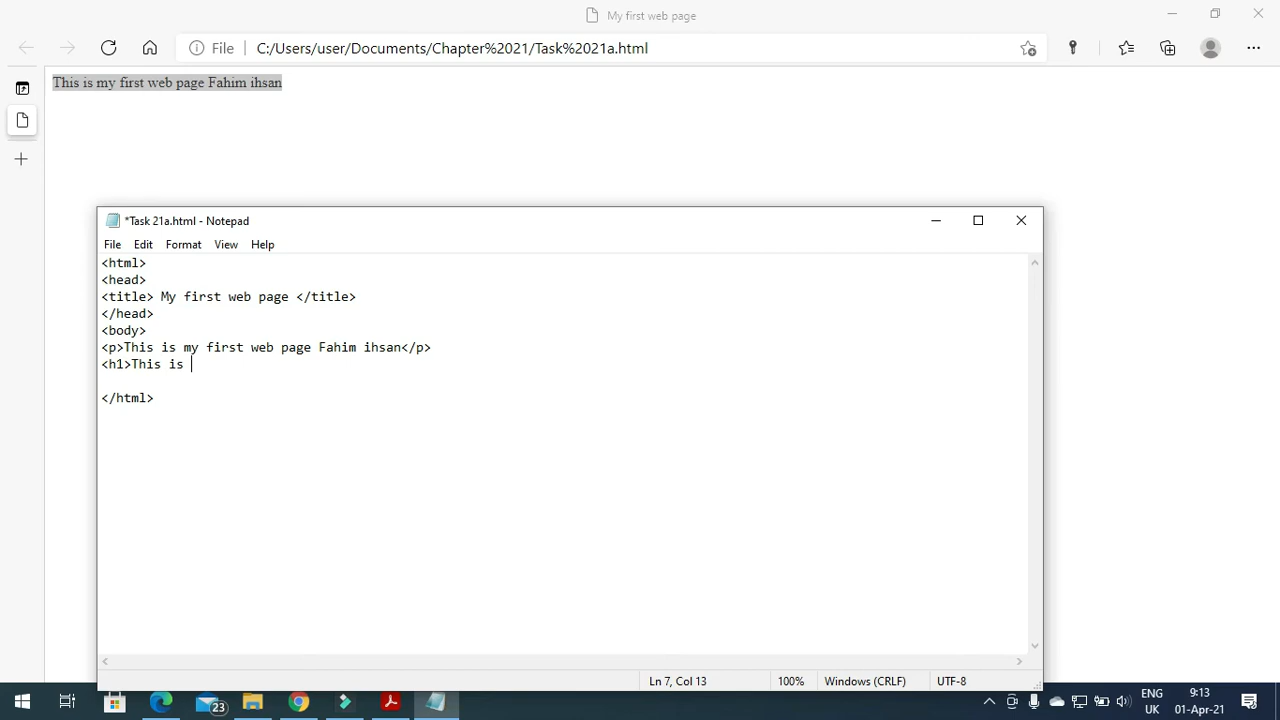 My first web page
File C:/Users/user/Documents/Chapter%2021/Task%2021a.html
This is my first web page Fahim ihsan
*Task 21a.html - Notepad
File Edit Format View Help
<html>
<head>
<title> My first web page </title>
</head>
<body>
<p>This is my first web page Fahim ihsan</p>
<h1>This is
</html>
Ln 7, Col 13 100% Windows (CRLF) UTF-8
23
ENG 9:13
UK 01-Apr-21